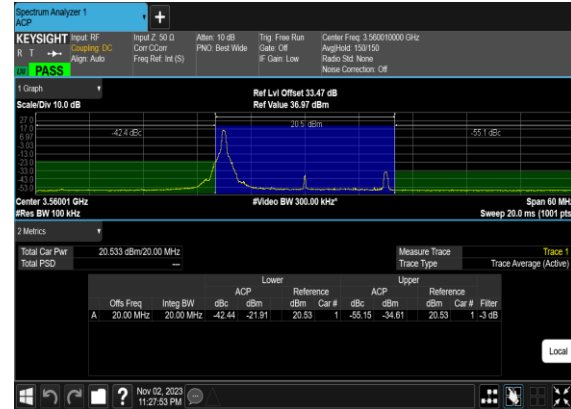 Spectrum Analyzer 1
ACP
+
KEYSIGHT Input: RF Input Z: 50 Ω Atten: 10 dB Trig: Free Run Center Freq: 3.560010000 GHz
R T Coupling: DC Corr CCorr PNO: Best Wide Gate: Off Avg|Hold: 150/150
Align: Auto Freq Ref: Int (S) IF Gain: Low Radio Std: None
LV PASS Noise Correction: Off
1 Graph Ref Lvl Offset 33.47 dB
Scale/Div 10.0 dB Ref Value 36.97 dBm
27.0
17.0
6.97
-3.03
-13.0
-23.0
-33.0
-43.0
-53.0
-42.4 dBc
20.5 dBm
-55.1 dBc
Center 3.56001 GHz #Video BW 300.00 kHz* Span 60 MHz
#Res BW 100 kHz Sweep 20.0 ms (1001 pts
2 Metrics
Total Car Pwr 20.533 dBm/20.00 MHz Measure Trace Trace 1
Total PSD --- Trace Type Trace Average (Active)
Lower Upper
ACP Reference ACP Reference
Offs Freq Integ BW dBc dBm dBm Car # dBc dBm dBm Car # Filter
A 20.00 MHz 20.00 MHz -42.44 -21.91 20.53 1 -55.15 -34.61 20.53 1 -3 dB
Local
? Nov 02, 2023
11:27:53 PM